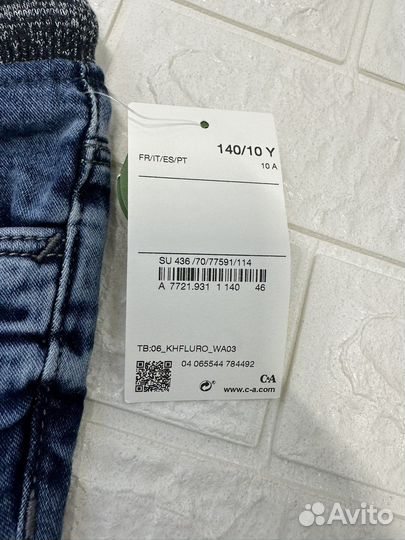 140/10 Y
FR/IT/ES/PT 10 A
SU 436 /70/77591/114
A 7721.931 1 140 46
TB:06_KHFLURO_WA03
04 065544 784492
C&A
www.c-a.com
Avito